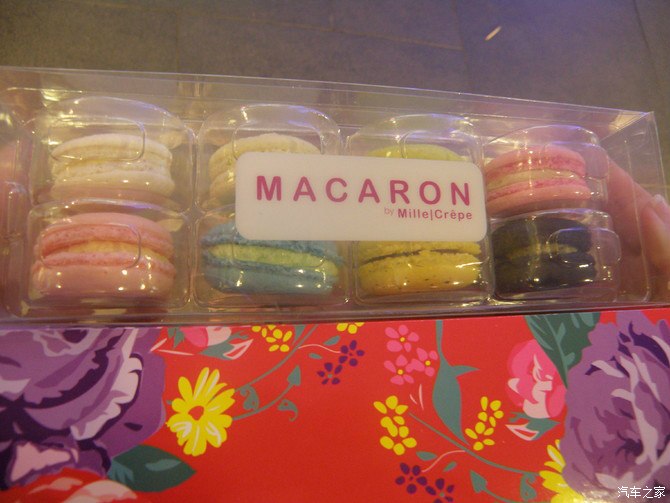 MACARON
by Mille|Crêpe
汽车之家